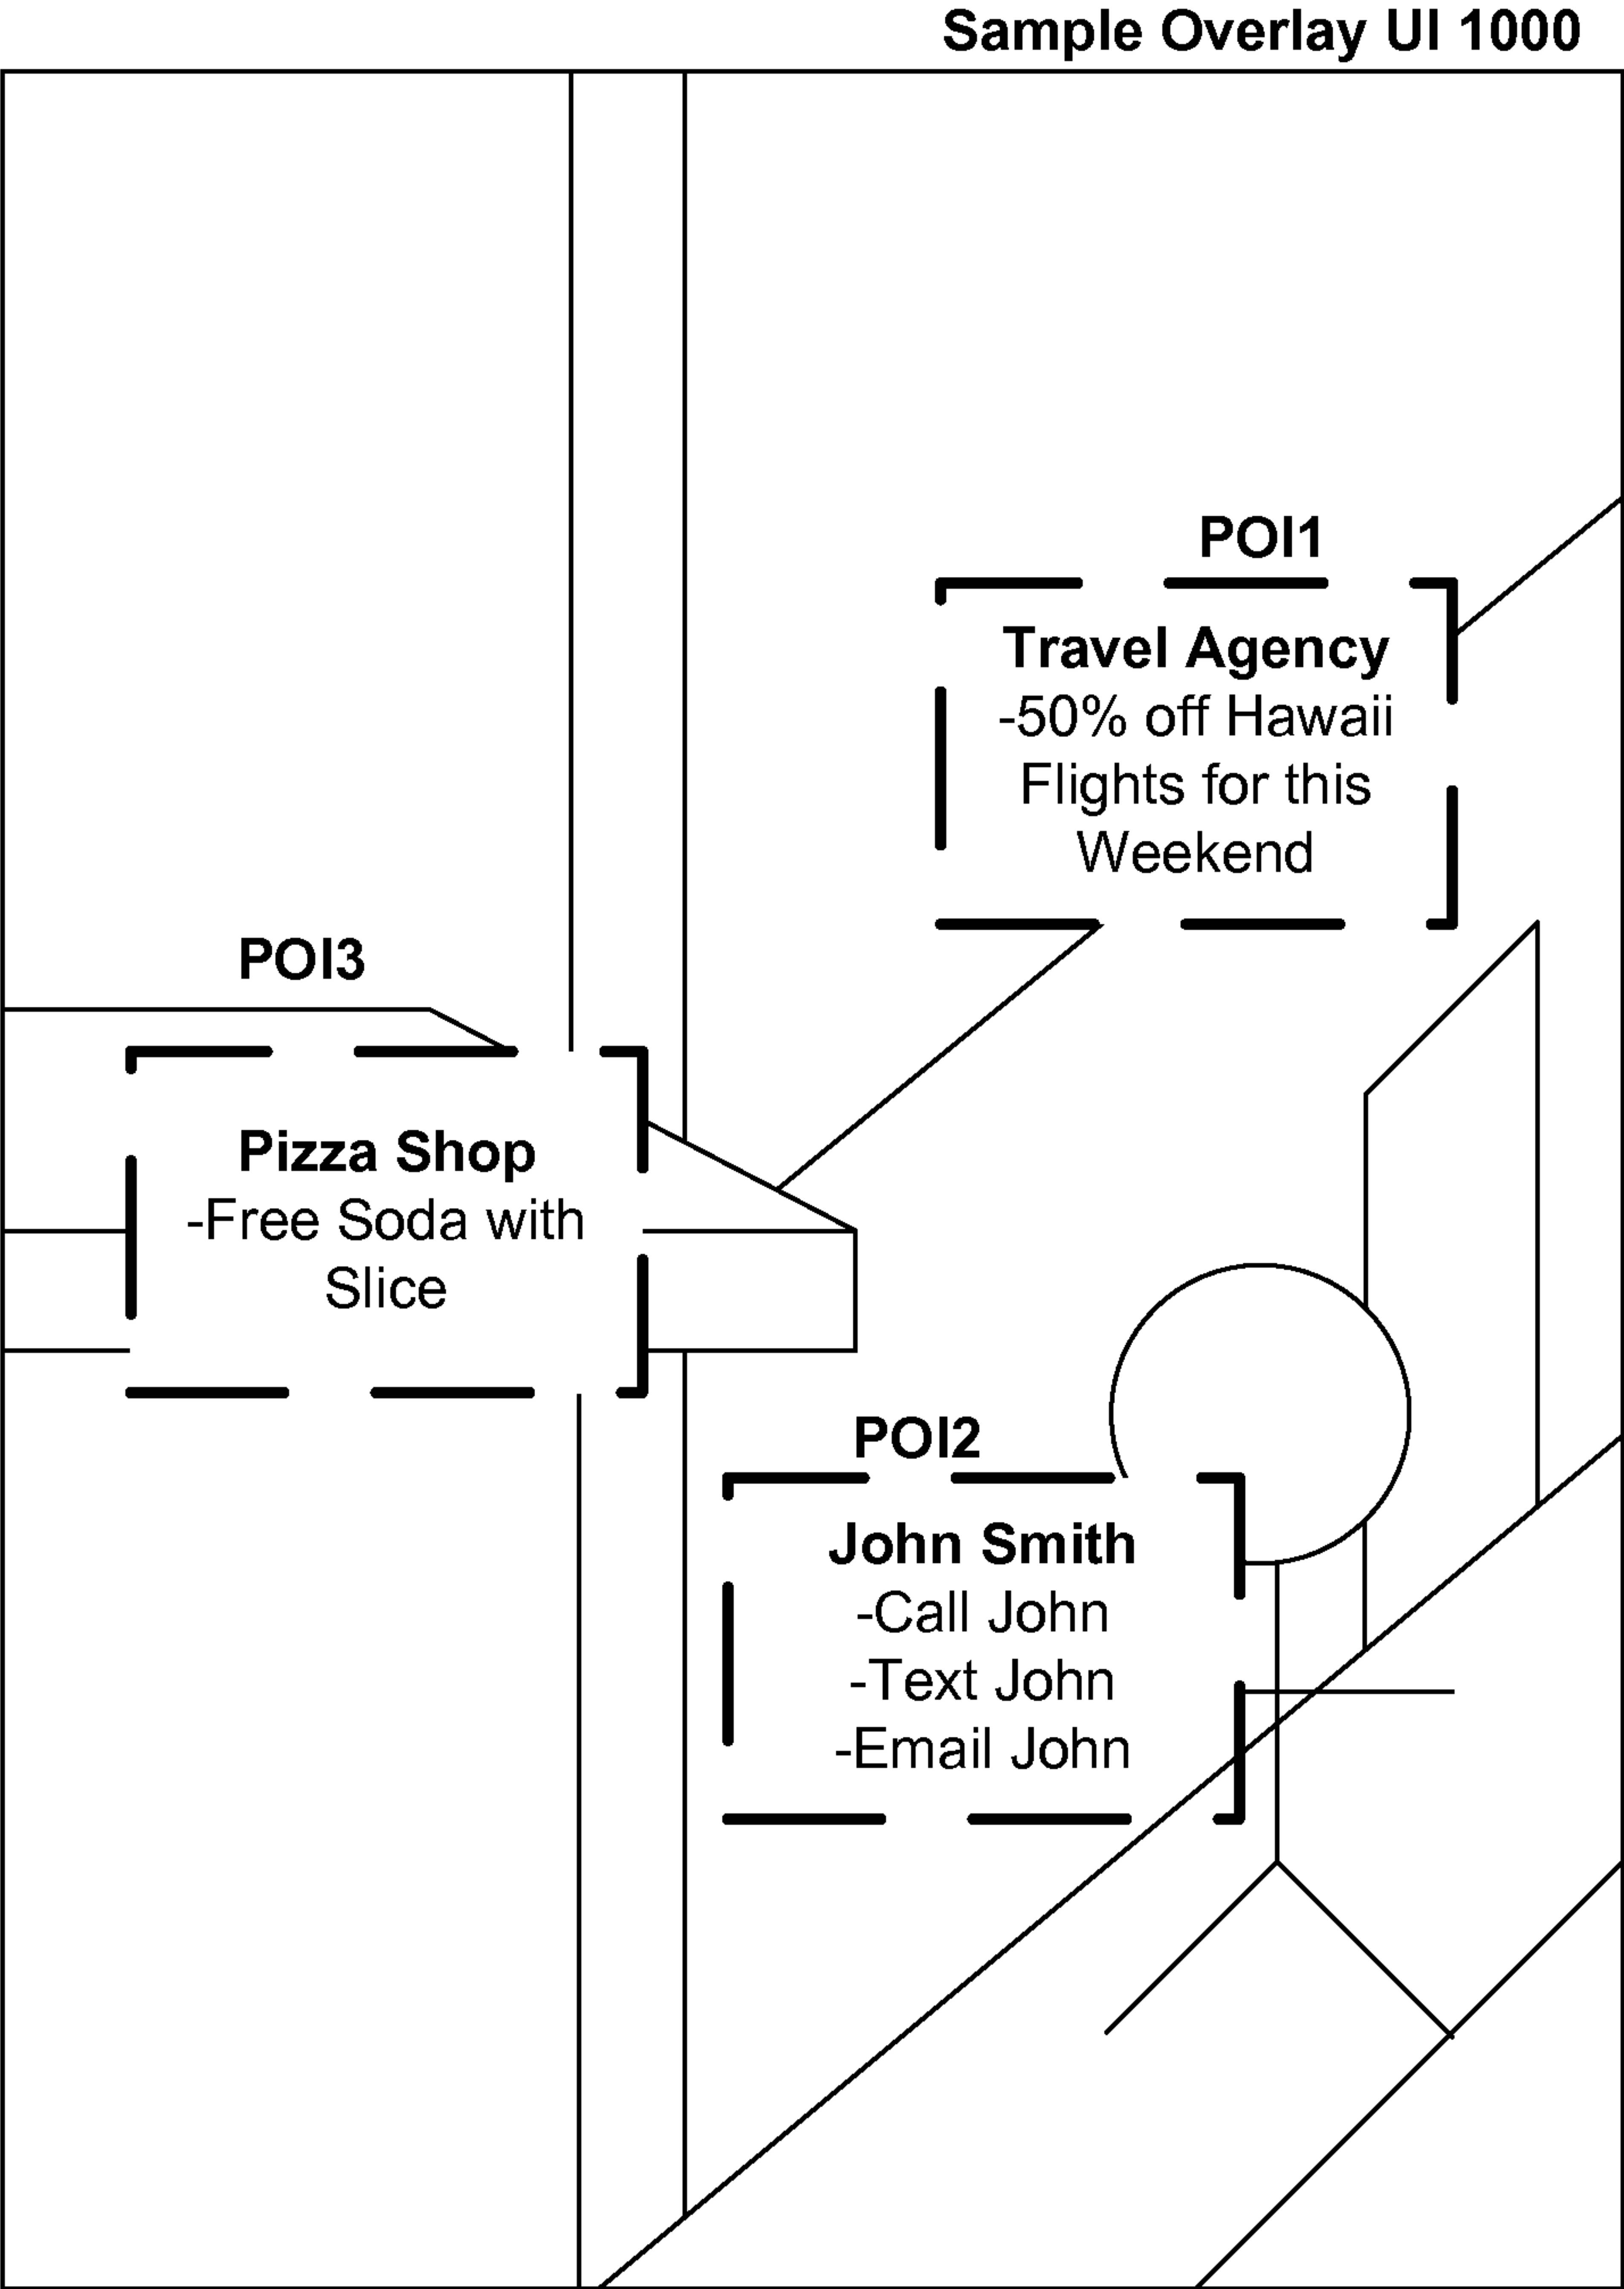 Sample Overlay UI 1000
POI1
Travel Agency
-50% off Hawaii
Flights for this
Weekend
POI3
Pizza Shop
-Free Soda with
Slice
POI2
John Smith
-Call John
-Text John
-Email John